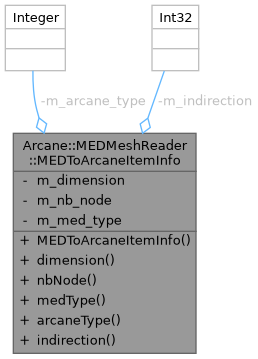 Integer
Int32
-m_arcane_type
-m_indirection
Arcane::MEDMeshReader
::MEDToArcaneItemInfo
- m_dimension
- m_nb_node
- m_med_type
+ MEDToArcaneItemInfo()
+ dimension()
+ nbNode()
+ medType()
+ arcaneType()
+ indirection()